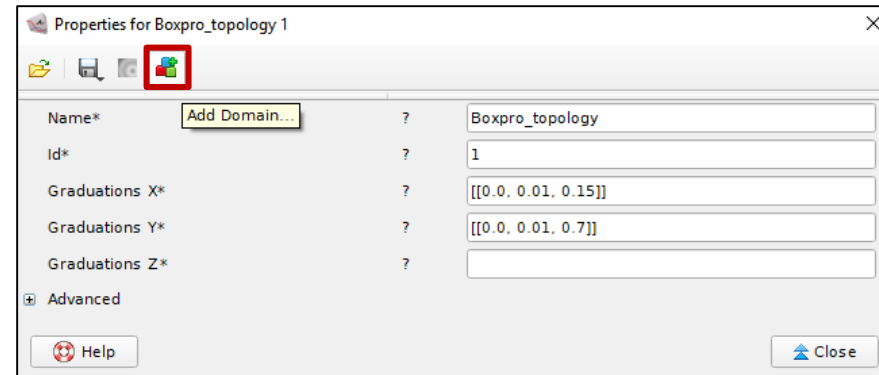 Properties for Boxpro_topology 1
Add Domain...
Name* ? Boxpro_topology
Id* ? 1
Graduations X* ? [[0.0, 0.01, 0.15]]
Graduations Y* ? [[0.0, 0.01, 0.7]]
Graduations Z* ?
Advanced
Help Close